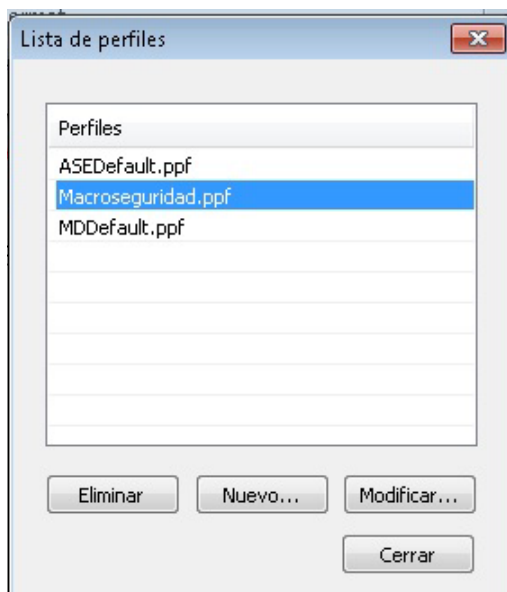 Lista de perfiles
Perfiles
ASEDefault.ppf
Macroseguridad.ppf
MDDefault.ppf
Eliminar
Nuevo...
Modificar...
Cerrar